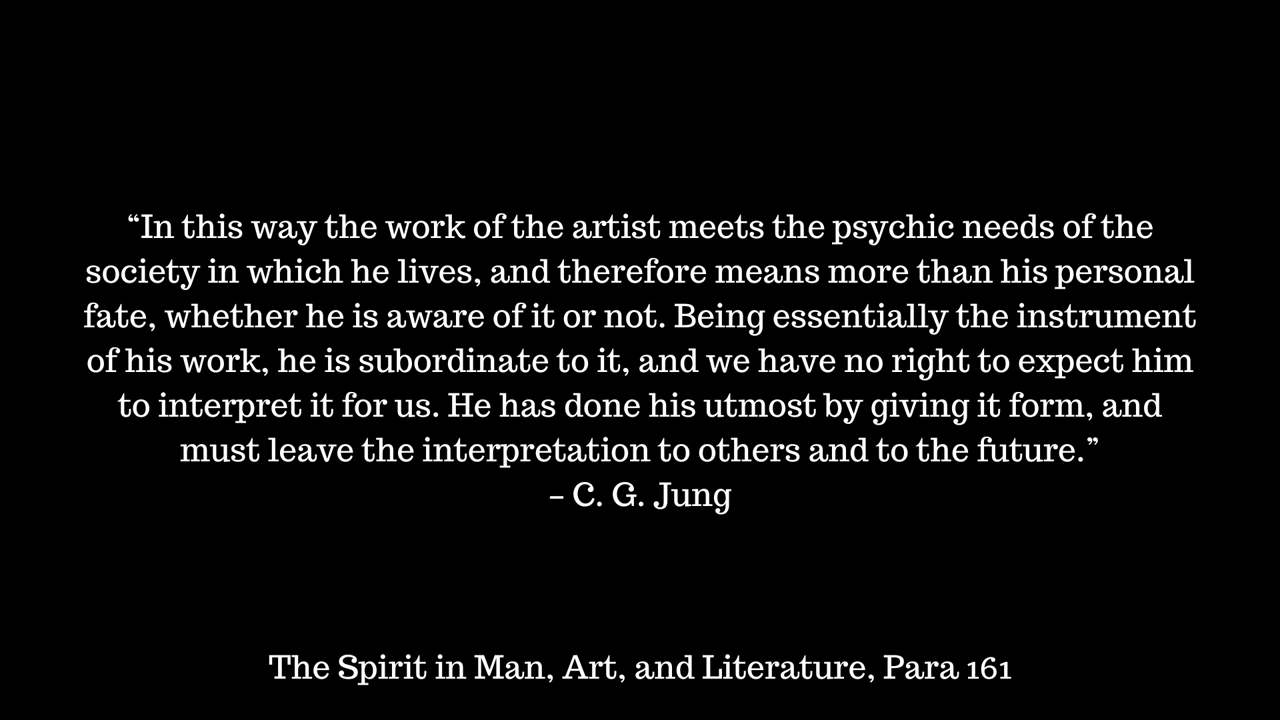 “In this way the work of the artist meets the psychic needs of the
society in which he lives, and therefore means more than his personal
fate, whether he is aware of it or not. Being essentially the instrument
of his work, he is subordinate to it, and we have no right to expect him
to interpret it for us. He has done his utmost by giving it form, and
must leave the interpretation to others and to the future.”
– C. G. Jung
The Spirit in Man, Art, and Literature, Para 161